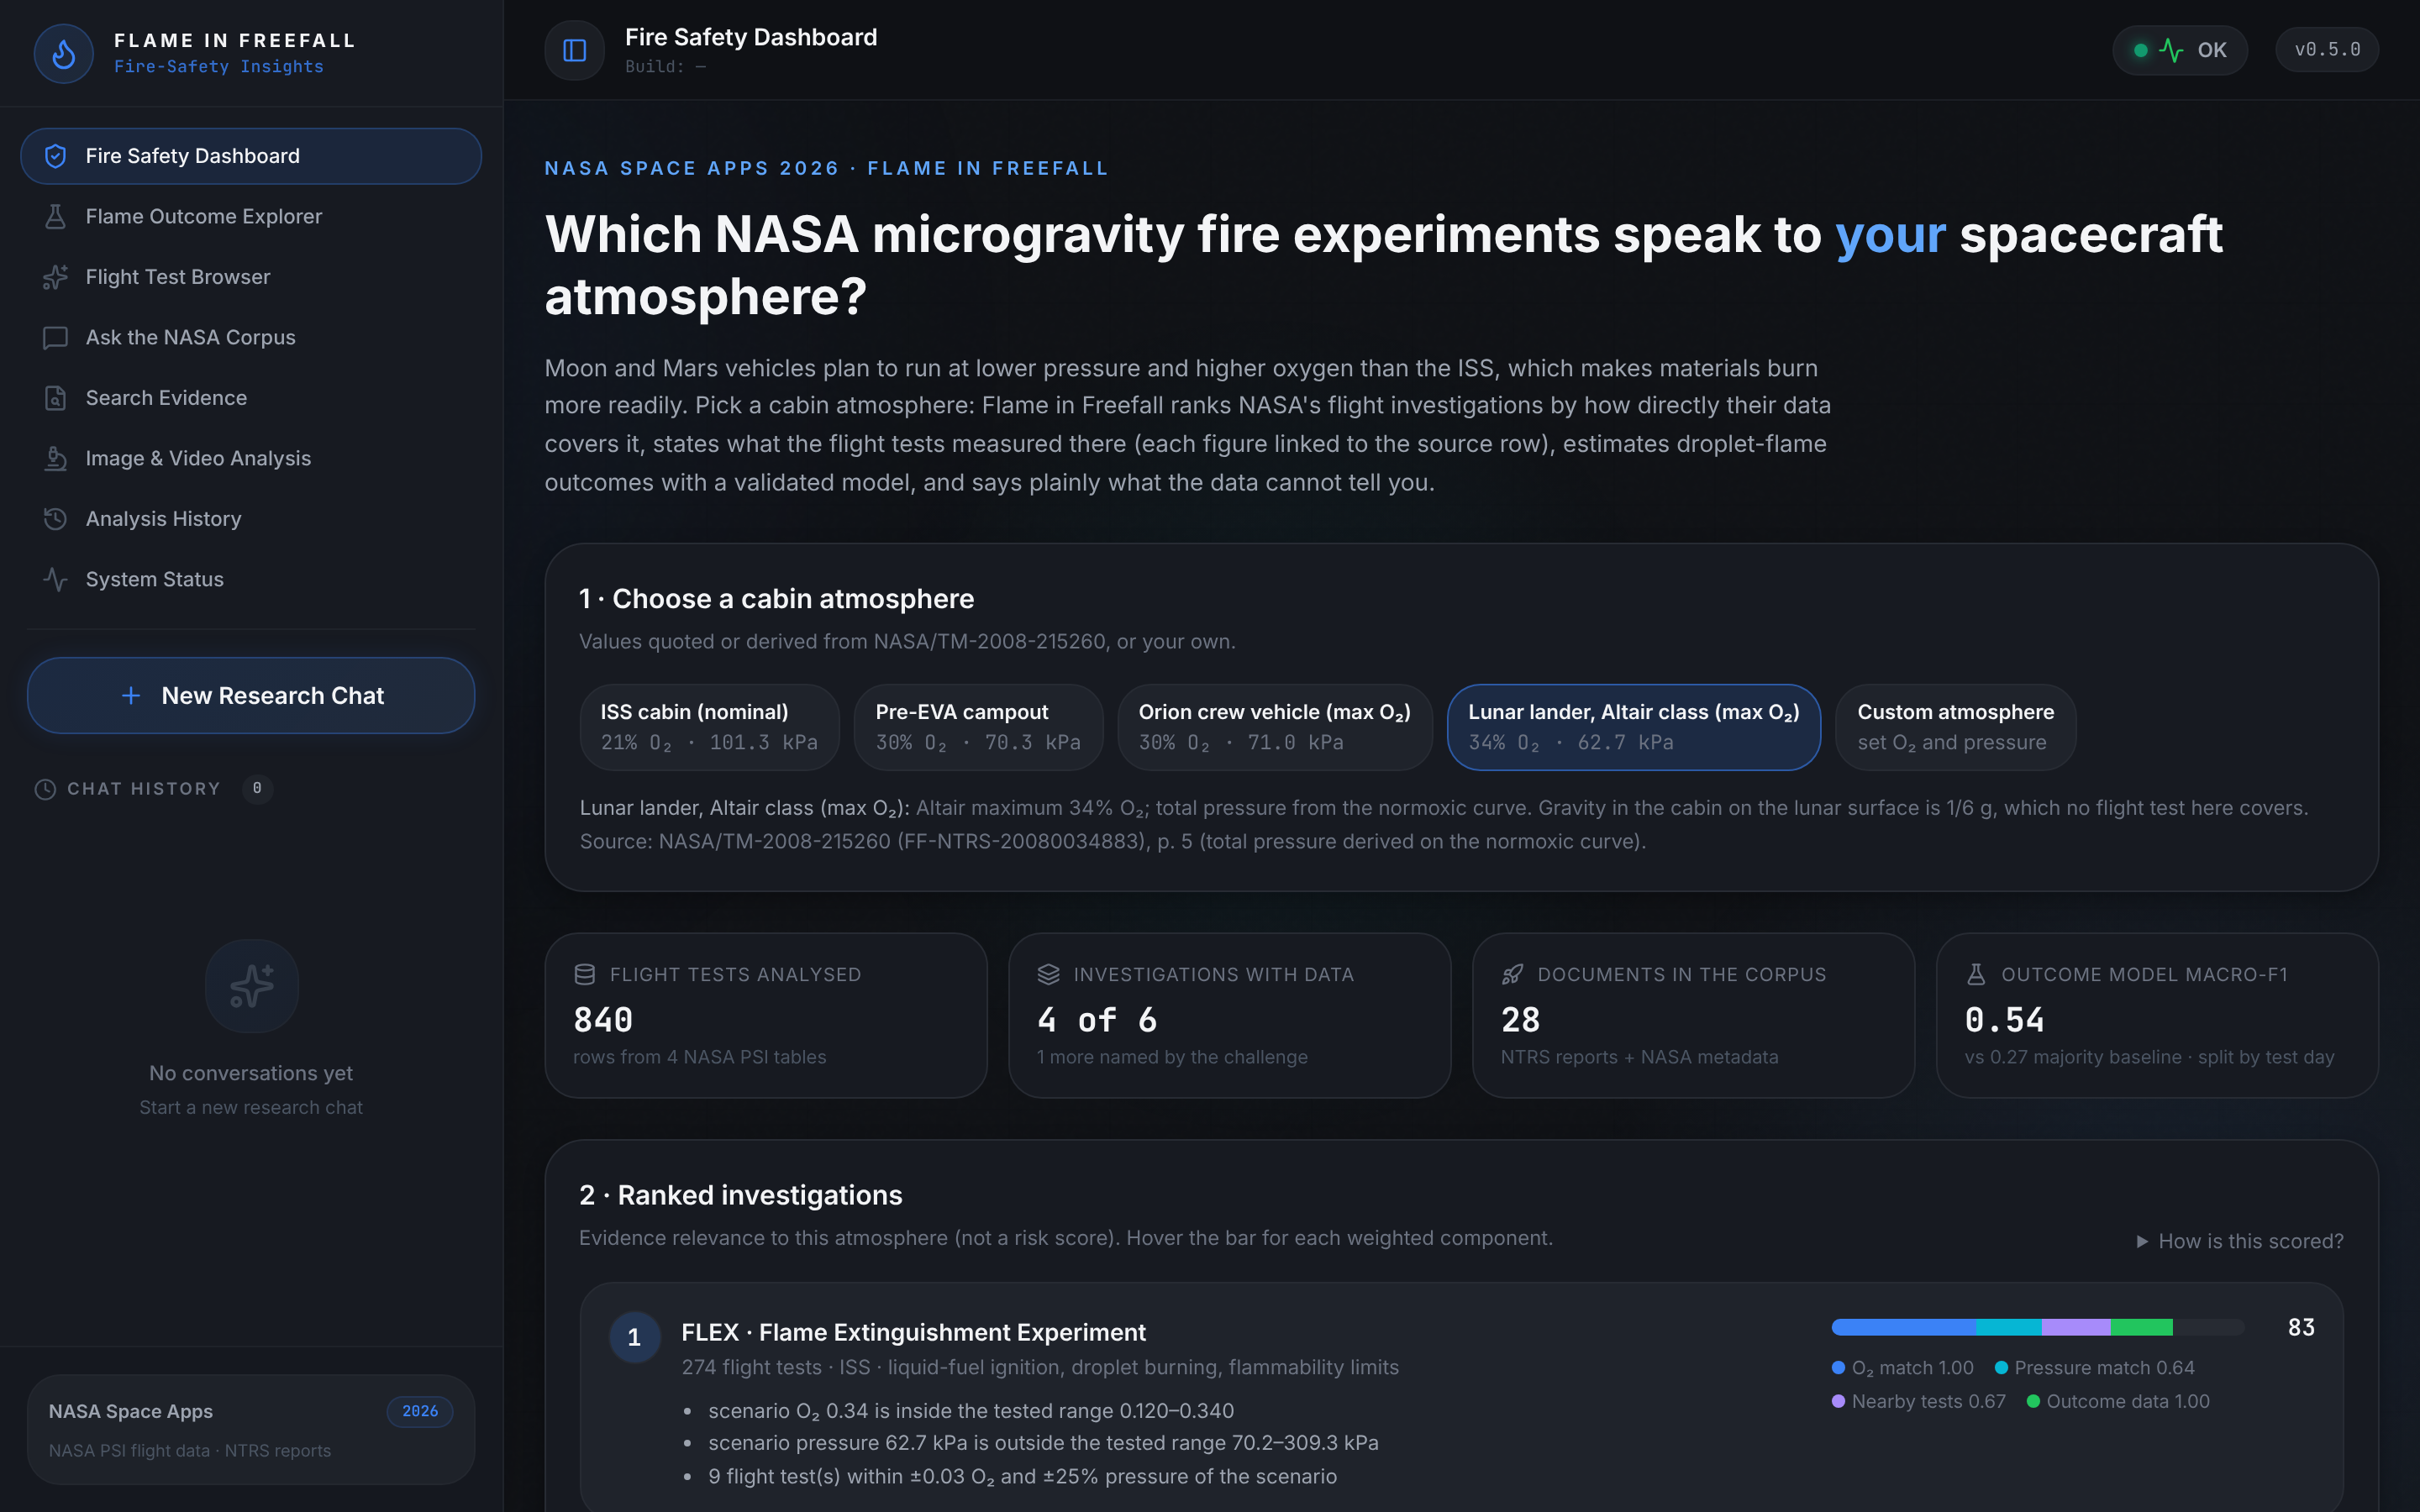 FLAME IN FREEFALL
Fire-Safety Insights
Fire Safety Dashboard
Flame Outcome Explorer
Flight Test Browser
Ask the NASA Corpus
Search Evidence
Image & Video Analysis
Analysis History
System Status
New Research Chat
CHAT HISTORY 0
No conversations yet
Start a new research chat
NASA Space Apps 2026
NASA PSI flight data · NTRS reports
Fire Safety Dashboard
Build: —
OK
v0.5.0
NASA SPACE APPS 2026 · FLAME IN FREEFALL
Which NASA microgravity fire experiments speak to your spacecraft
atmosphere?
Moon and Mars vehicles plan to run at lower pressure and higher oxygen than the ISS, which makes materials burn
more readily. Pick a cabin atmosphere: Flame in Freefall ranks NASA's flight investigations by how directly their data
covers it, states what the flight tests measured there (each figure linked to the source row), estimates droplet-flame
outcomes with a validated model, and says plainly what the data cannot tell you.
1 · Choose a cabin atmosphere
Values quoted or derived from NASA/TM-2008-215260, or your own.
ISS cabin (nominal)
21% O₂ · 101.3 kPa
Pre-EVA campout
30% O₂ · 70.3 kPa
Orion crew vehicle (max O₂)
30% O₂ · 71.0 kPa
Lunar lander, Altair class (max O₂)
34% O₂ · 62.7 kPa
Custom atmosphere
set O₂ and pressure
Lunar lander, Altair class (max O₂): Altair maximum 34% O₂; total pressure from the normoxic curve. Gravity in the cabin on the lunar surface is 1/6 g, which no flight test here covers.
Source: NASA/TM-2008-215260 (FF-NTRS-20080034883), p. 5 (total pressure derived on the normoxic curve).
FLIGHT TESTS ANALYSED
840
rows from 4 NASA PSI tables
INVESTIGATIONS WITH DATA
4 of 6
1 more named by the challenge
DOCUMENTS IN THE CORPUS
28
NTRS reports + NASA metadata
OUTCOME MODEL MACRO-F1
0.54
vs 0.27 majority baseline · split by test day
2 · Ranked investigations
Evidence relevance to this atmosphere (not a risk score). Hover the bar for each weighted component.
▶ How is this scored?
1
FLEX · Flame Extinguishment Experiment
274 flight tests · ISS · liquid-fuel ignition, droplet burning, flammability limits
• scenario O₂ 0.34 is inside the tested range 0.120–0.340
• scenario pressure 62.7 kPa is outside the tested range 70.2–309.3 kPa
• 9 flight test(s) within ±0.03 O₂ and ±25% pressure of the scenario
83
O₂ match 1.00 Pressure match 0.64
Nearby tests 0.67 Outcome data 1.00